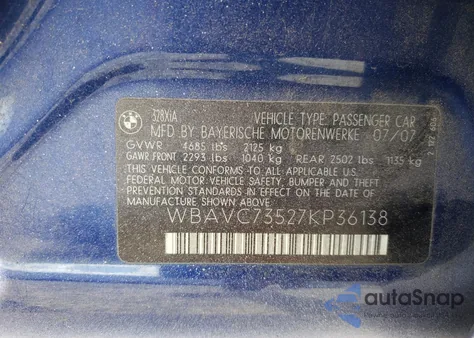 BMW
328XIA
VEHICLE TYPE: PASSENGER CAR
MFD BY BAYERISCHE MOTORENWERKE 07/07
GVWR 4685 lbs 2125 kg
GAWR FRONT 2293 lbs 1040 kg REAR 2502 lbs 1135 kg
THIS VEHICLE CONFORMS TO ALL APPLICABLE U.S.
FEDERAL MOTOR VEHICLE SAFETY, BUMPER AND THEFT
PREVENTION STANDARDS IN EFFECT ON THE DATE OF
MANUFACTURE SHOWN ABOVE.
WBAVC73527KP36138
autoSnap